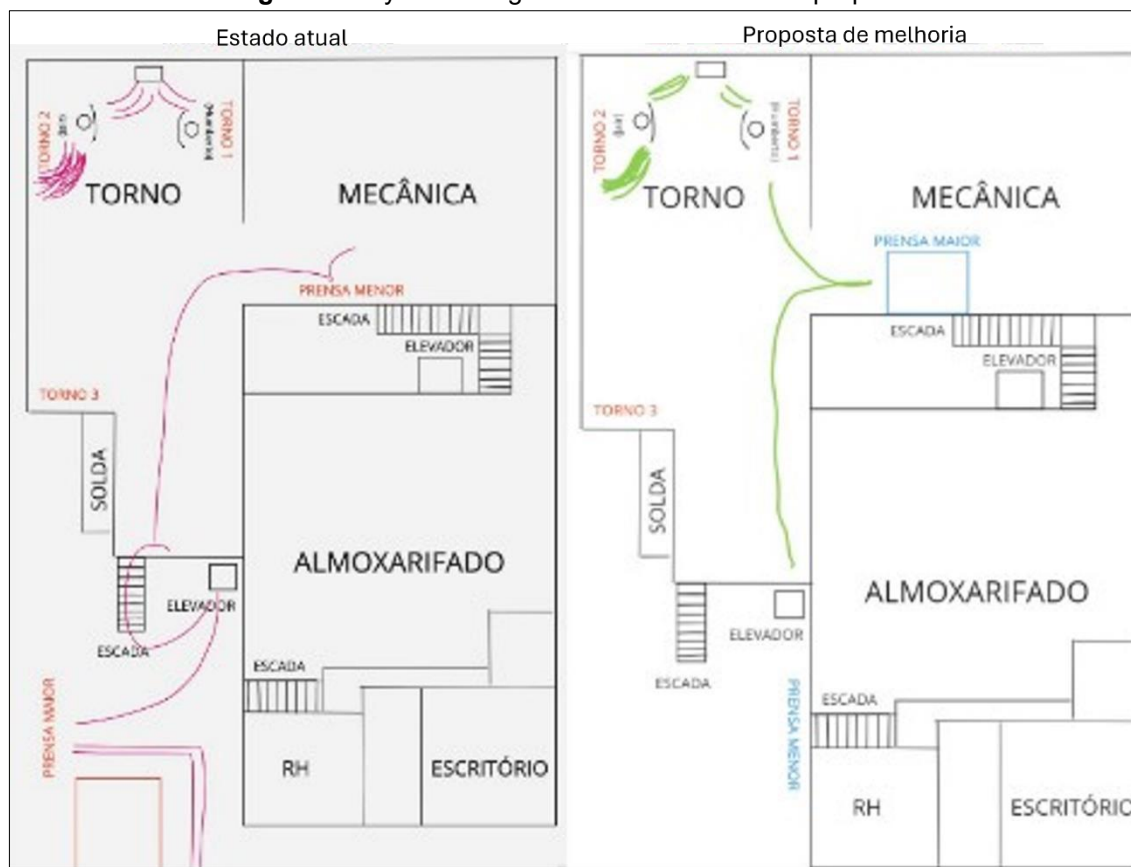 Estado atual
TORNO 2
TORNO 1
TORNO
MECÂNICA
PRENSA MENOR
ESCADA
ELEVADOR
TORNO 3
SOLDA
ALMOXARIFADO
ELEVADOR
ESCADA
ESCADA
PRENSA MAIOR
RH
ESCRITÓRIO
Proposta de melhoria
TORNO 2
TORNO 1
TORNO
MECÂNICA
PRENSA MAIOR
ESCADA
ELEVADOR
TORNO 3
SOLDA
ALMOXARIFADO
ELEVADOR
ESCADA
PRENSA MENOR
ESCADA
RH
ESCRITÓRIO